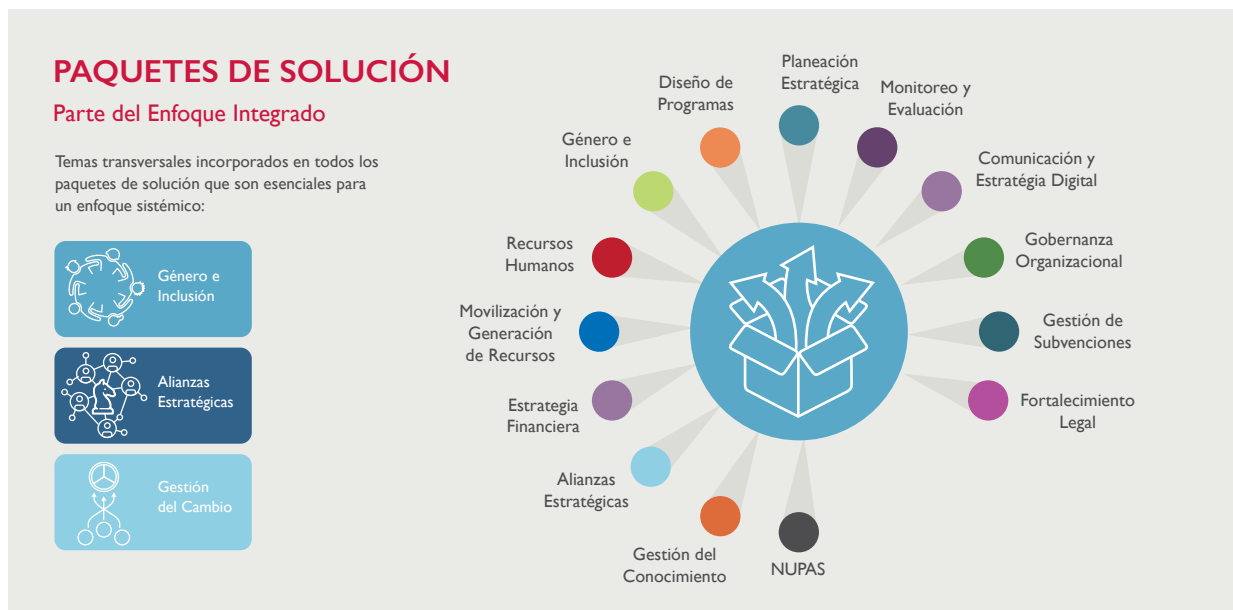 PAQUETES DE SOLUCIÓN
Parte del Enfoque Integrado
Temas transversales incorporados en todos los
paquetes de solución que son esenciales para
un enfoque sistémico:
Género e
Inclusión
Alianzas
Estratégicas
Gestión
del Cambio
Planeación
Estratégica
Monitoreo y
Evaluación
Comunicación y
Estratégia Digital
Gobernanza
Organizacional
Gestión de
Subvenciones
Fortalecimiento
Legal
NUPAS
Gestión del
Conocimiento
Alianzas
Estratégicas
Estrategia
Financiera
Movilización y
Generación
de Recursos
Recursos
Humanos
Género e
Inclusión
Diseño de
Programas